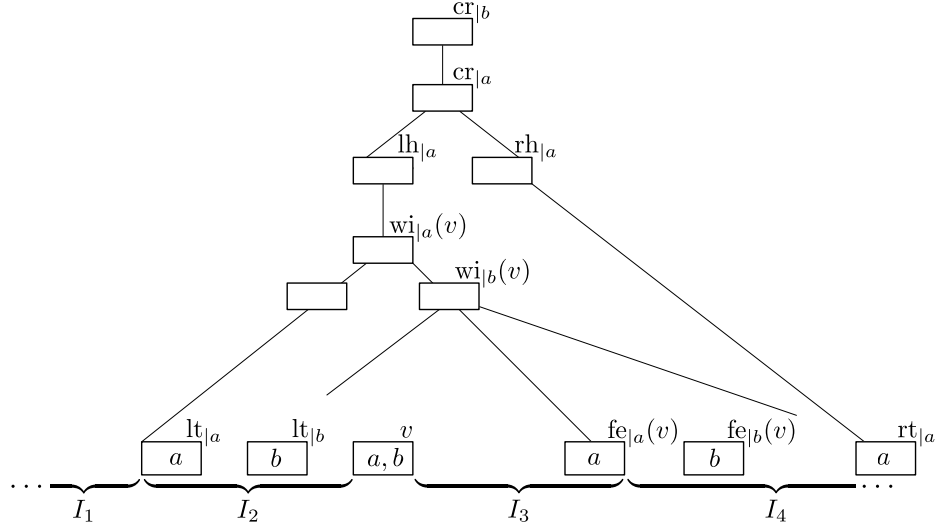 cr|b
cr|a
lh|a rh|a
wi|a(v)
wi|b(v)
lt|a lt|b v fe|a(v) fe|b(v) rt|a
a b a, b a b a
... ...
I1 I2 I3 I4